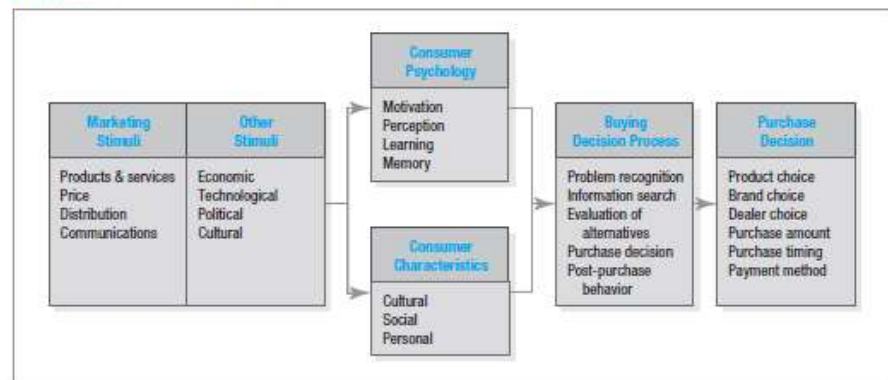 Marketing
Stimuli
Products & services
Price
Distribution
Communications
Other
Stimuli
Economic
Technological
Political
Cultural
Consumer
Psychology
Motivation
Perception
Learning
Memory
Consumer
Characteristics
Cultural
Social
Personal
Buying
Decision Process
Problem recognition
Information search
Evaluation of
alternatives
Purchase decision
Post-purchase
behavior
Purchase
Decision
Product choice
Brand choice
Dealer choice
Purchase amount
Purchase timing
Payment method